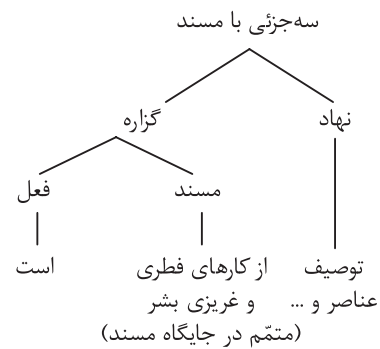 سه‌جزئی با مسند
نهاد
گزاره
مسند
فعل
توصیف
عناصر و ...
از کارهای فطری
و غریزی بشر
(متمّم در جایگاه مسند)
است